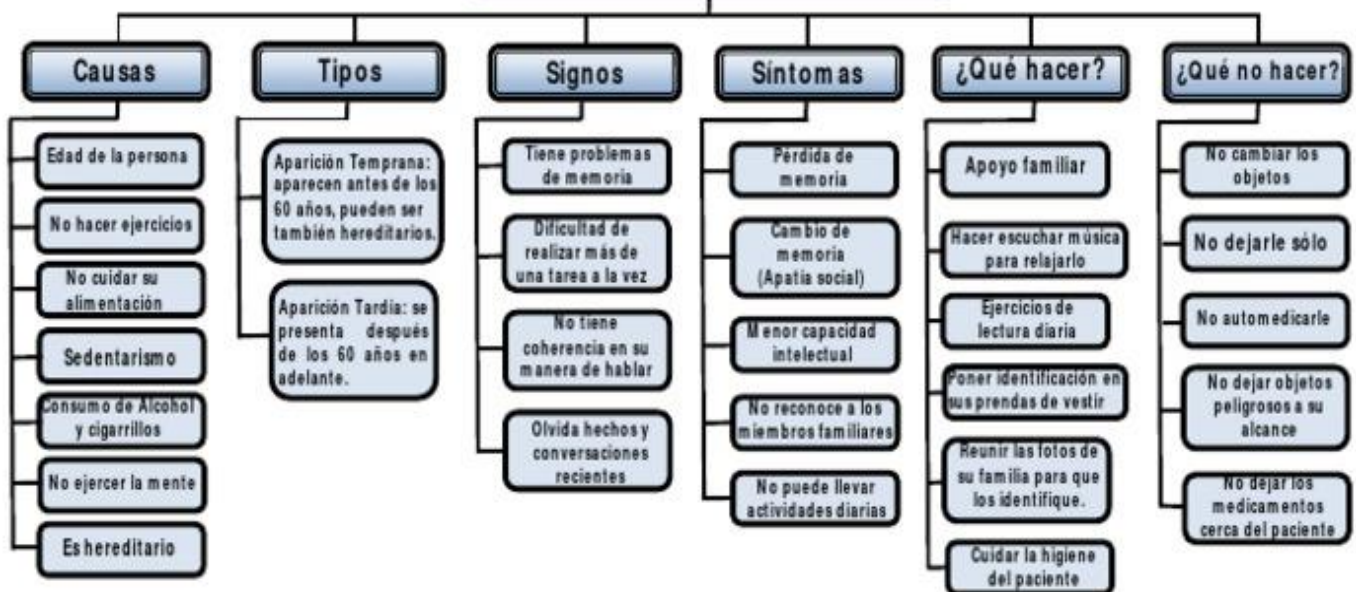 Causas
Edad de la persona
No hacer ejercicios
No cuidar su
alimentación
Sedentarismo
Consumo de Alcohol
y cigarrillos
No ejercer la mente
Es hereditario
Tipos
Aparición Temprana:
aparecen antes de los
60 años, pueden ser
también hereditarios.
Aparición Tardía: se
presenta después
de los 60 años en
adelante.
Signos
Tiene problemas
de memoria
Dificultad de
realizar más de
una tarea a la vez
No tiene
coherencia en su
manera de hablar
Olvida hechos y
conversaciones
recientes
Síntomas
Pérdida de
memoria
Cambio de
memoria
(Apatía social)
Menor capacidad
intelectual
No reconoce a los
miembros familiares
No puede llevar
actividades diarias
¿Qué hacer?
Apoyo familiar
Hacer escuchar música
para relajarlo
Ejercicios de
lectura diaria
Poner identificación en
sus prendas de vestir
Reunir las fotos de
su familia para que
los identifique.
Cuidar la higiene
del paciente
¿Qué no hacer?
No cambiar los
objetos
No dejarle sólo
No automedicarle
No dejar objetos
peligrosos a su
alcance
No dejar los
medicamentos
cerca del paciente